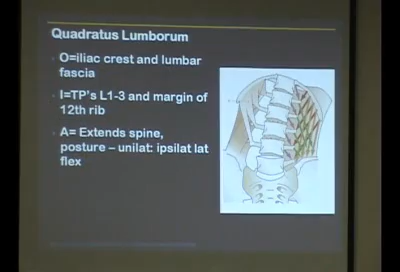 Quadratus Lumborum
O=iliac crest and lumbar
fascia
I=TP's L1-3 and margin of
12th rib
A= Extends spine,
posture – unilat: ipsilat lat
flex